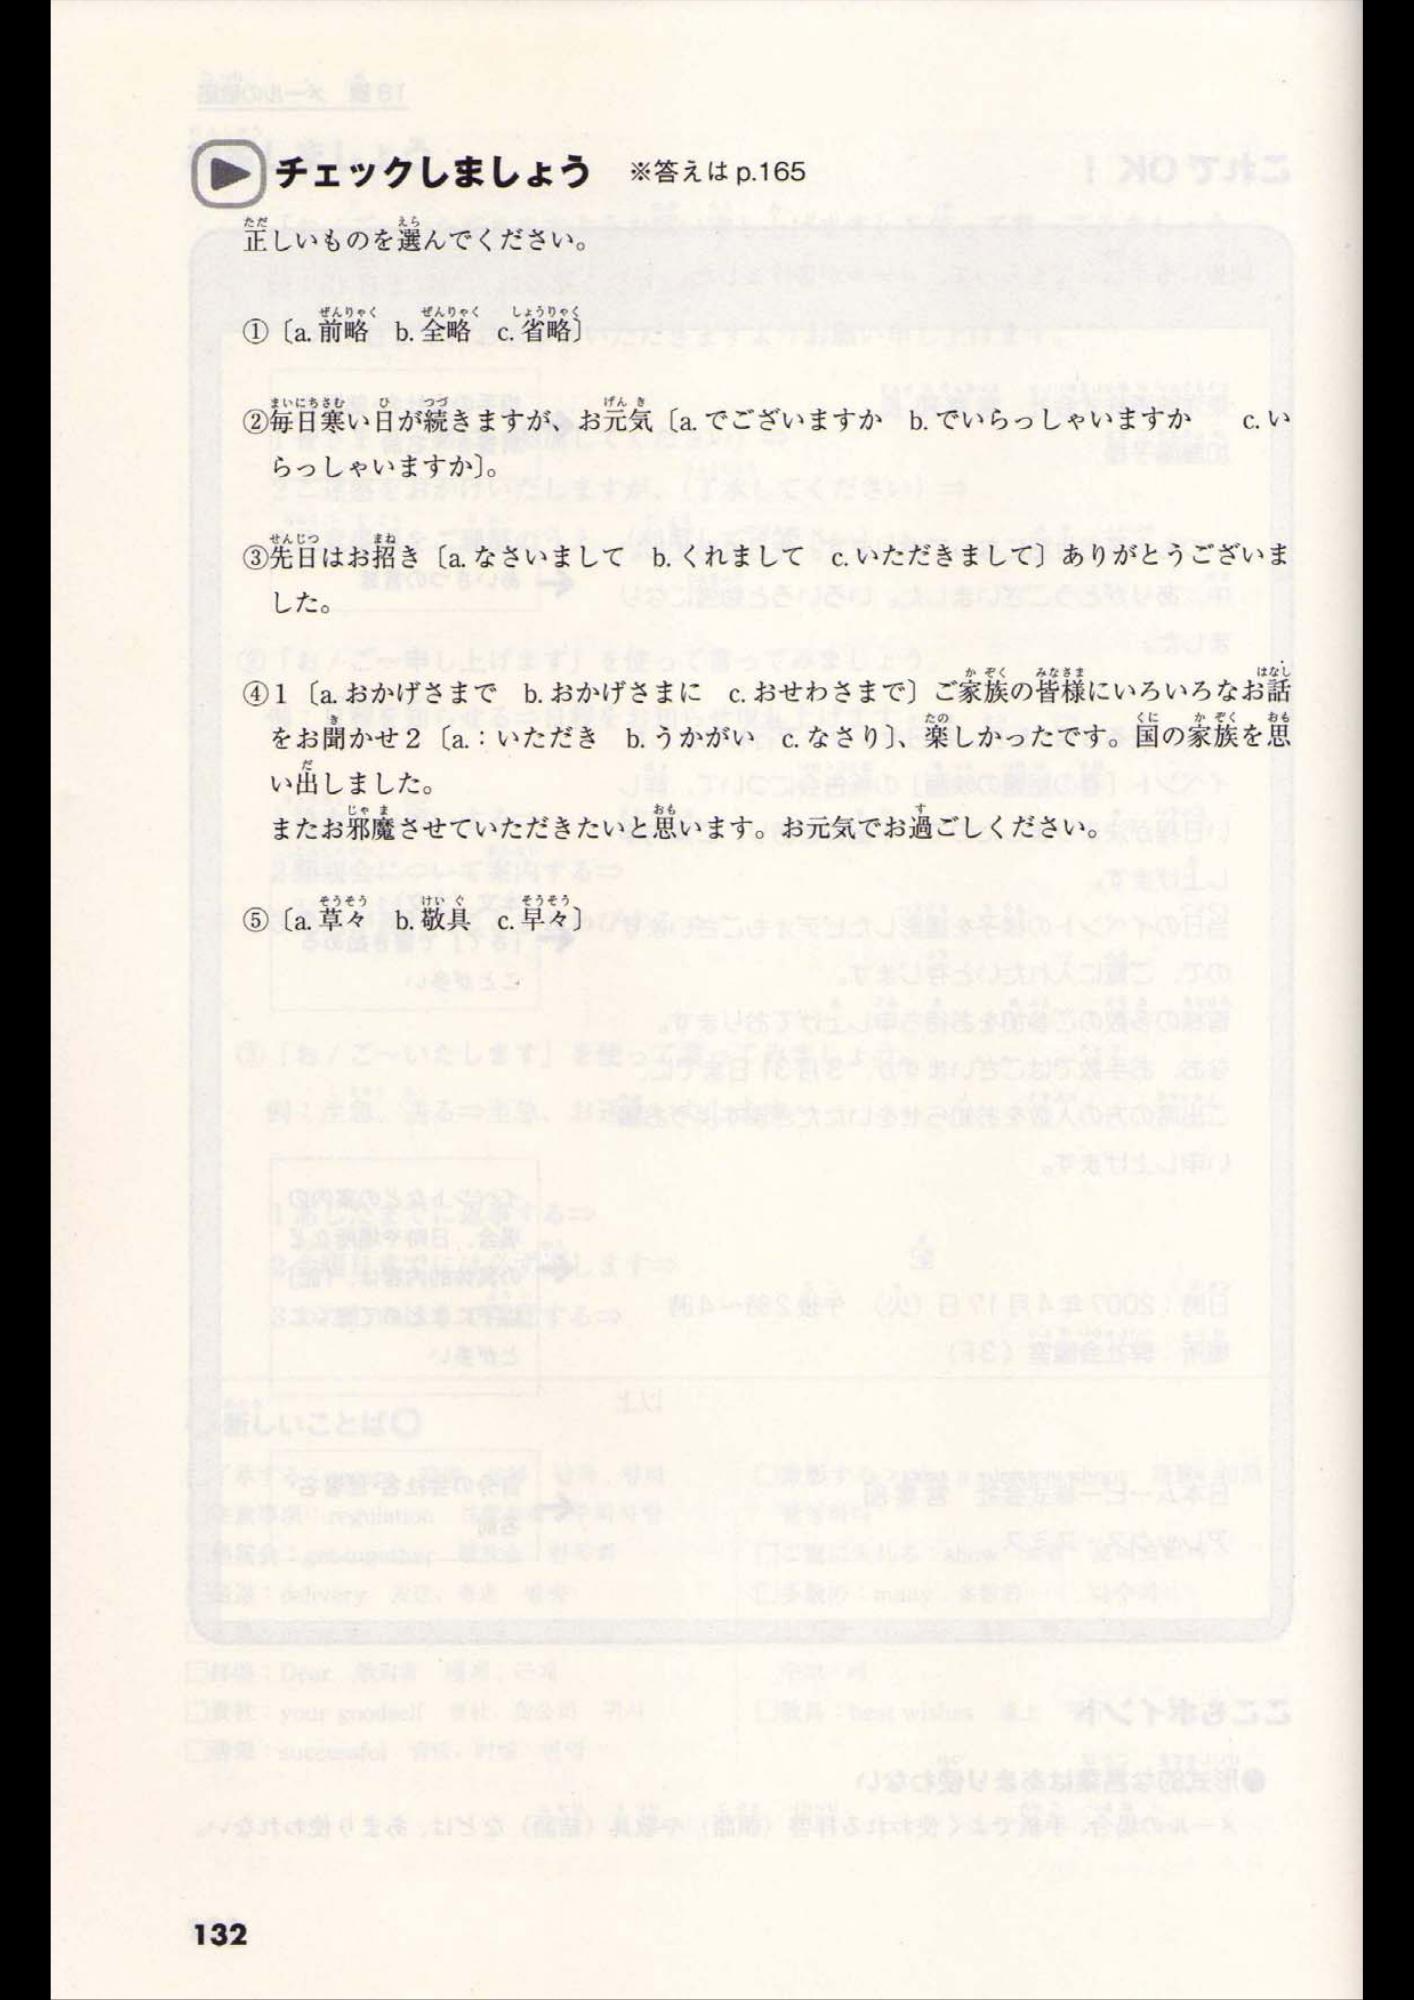 チェックしましょう ※答えは p.165
正しいものを選んでください。
①〔a. 前略 b. 全略 c. 省略〕
②毎日寒い日が続きますが、お元気〔a. でございますか b. でいらっしゃいますか c. い
らっしゃいますか〕。
③先日はお招き〔a. なさいまして b. くれまして c. いただきまして〕ありがとうございま
した。
④1〔a. おかげさまで b. おかげさまに c. おせわさまで〕ご家族の皆様にいろいろなお話
をお聞かせ2〔a.：いただき b. うかがい c. なさり〕、楽しかったです。国の家族を思
い出しました。
またお邪魔させていただきたいと思います。お元気でお過ごしください。
⑤〔a. 草々 b. 敬具 c. 早々〕
132